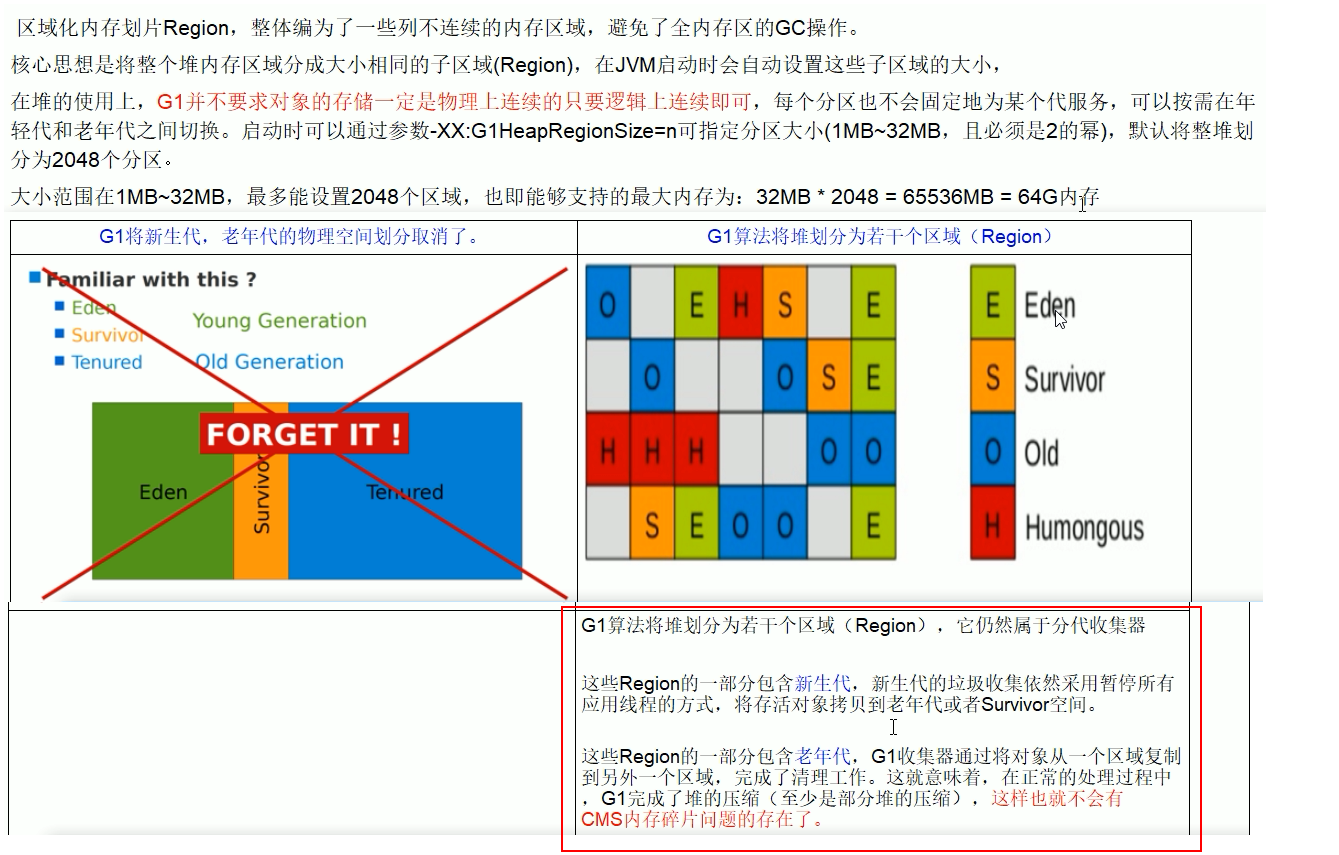 区域化内存划片Region，整体编为了一些列不连续的内存区域，避免了全内存区的GC操作。
核心思想是将整个堆内存区域分成大小相同的子区域(Region)，在JVM启动时会自动设置这些子区域的大小，
在堆的使用上，G1并不要求对象的存储一定是物理上连续的只要逻辑上连续即可，每个分区也不会固定地为某个代服务，可以按需在年
轻代和老年代之间切换。启动时可以通过参数-XX:G1HeapRegionSize=n可指定分区大小(1MB~32MB，且必须是2的幂)，默认将整堆划
分为2048个分区。
大小范围在1MB~32MB，最多能设置2048个区域，也即能够支持的最大内存为：32MB * 2048 = 65536MB = 64G内存
G1将新生代，老年代的物理空间划分取消了。
G1算法将堆划分为若干个区域（Region）
Familiar with this ?
Eden
Survivor
Tenured
Young Generation
Old Generation
FORGET IT !
Eden
Survivor
Tenured
O E H S E
O O S E
H H H O O
S E O O E
E Eden
S Survivor
O Old
H Humongous
G1算法将堆划分为若干个区域（Region），它仍然属于分代收集器
这些Region的一部分包含新生代，新生代的垃圾收集依然采用暂停所有
应用线程的方式，将存活对象拷贝到老年代或者Survivor空间。
这些Region的一部分包含老年代，G1收集器通过将对象从一个区域复制
到另外一个区域，完成了清理工作。这就意味着，在正常的处理过程中
，G1完成了堆的压缩（至少是部分堆的压缩），这样也就不会有
CMS内存碎片问题的存在了。